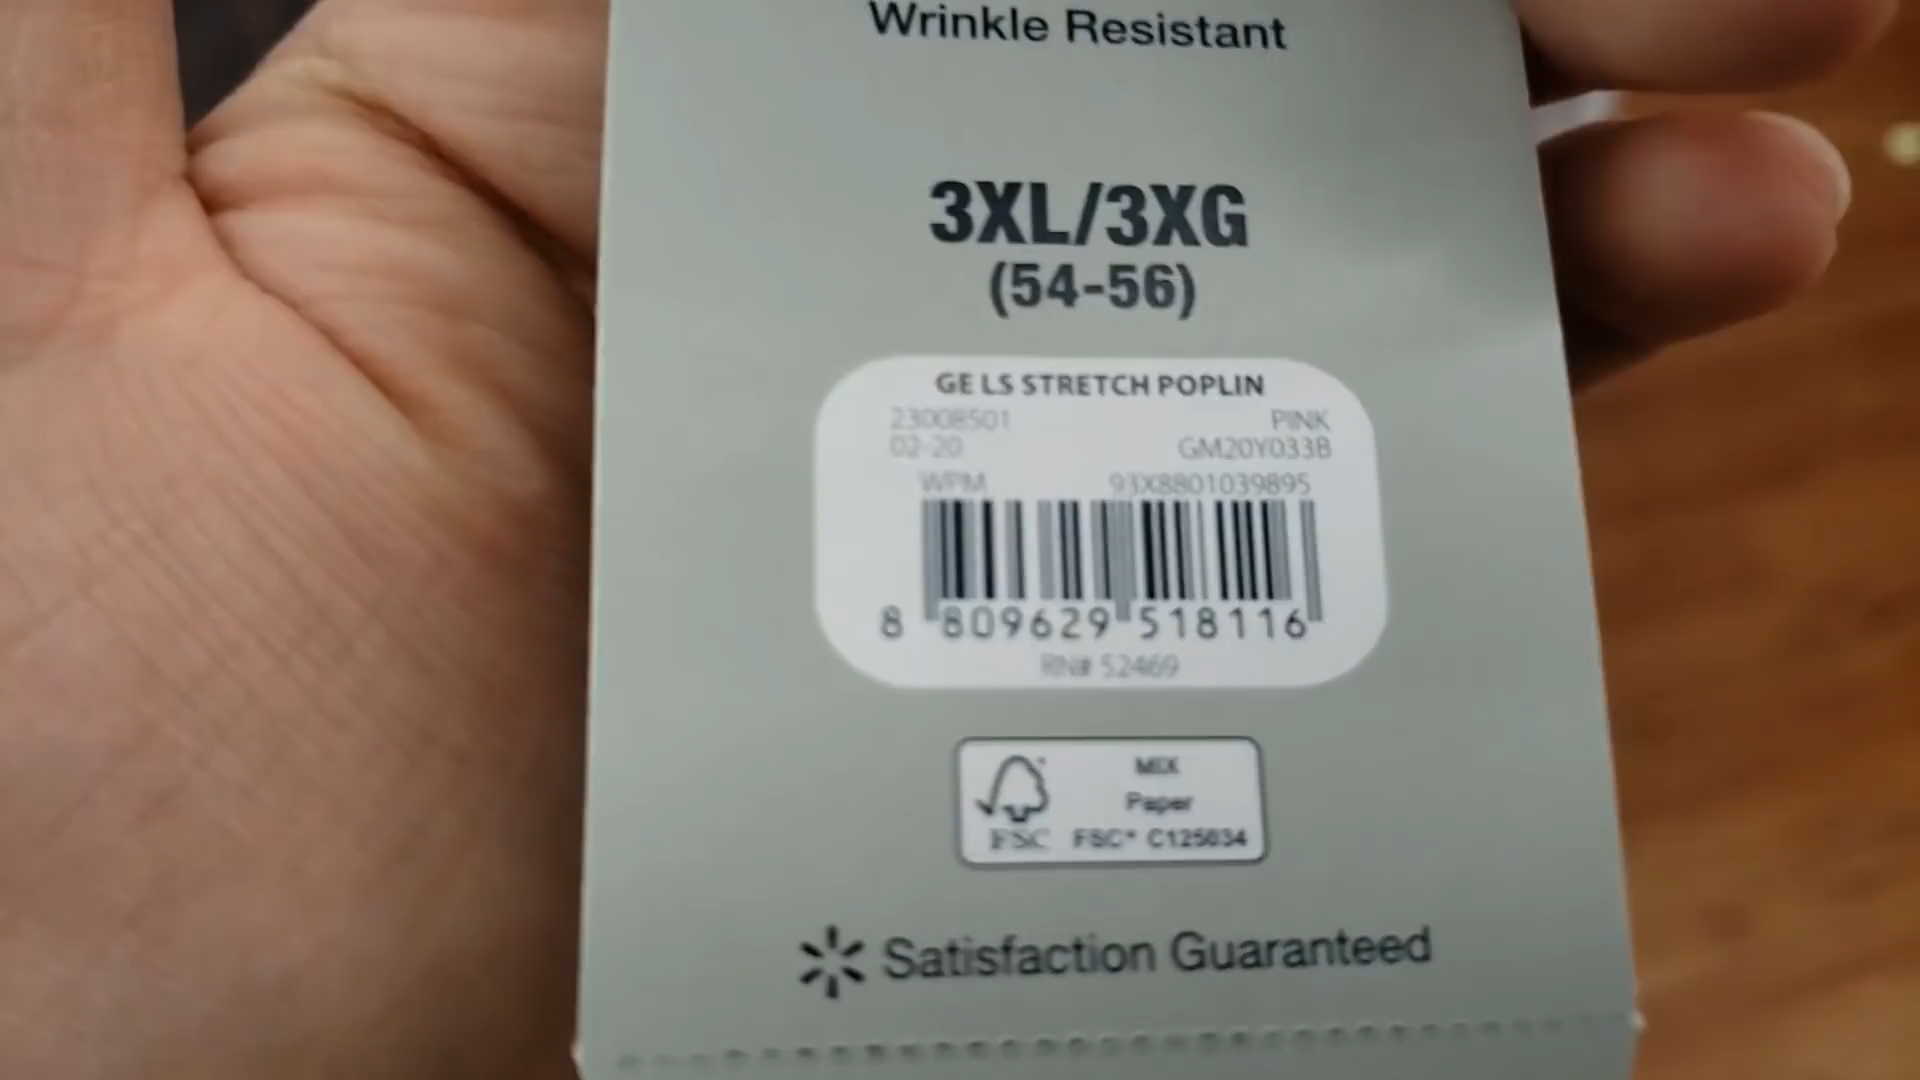 Wrinkle Resistant
3XL/3XG
(54-56)
GE LS STRETCH POPLIN
23008501 PINK
02-20 GM20Y033B
WPM 93X8801039895
8 809629 518116
RN# 52469
MIX
Paper
FSC FSC® C125634
Satisfaction Guaranteed